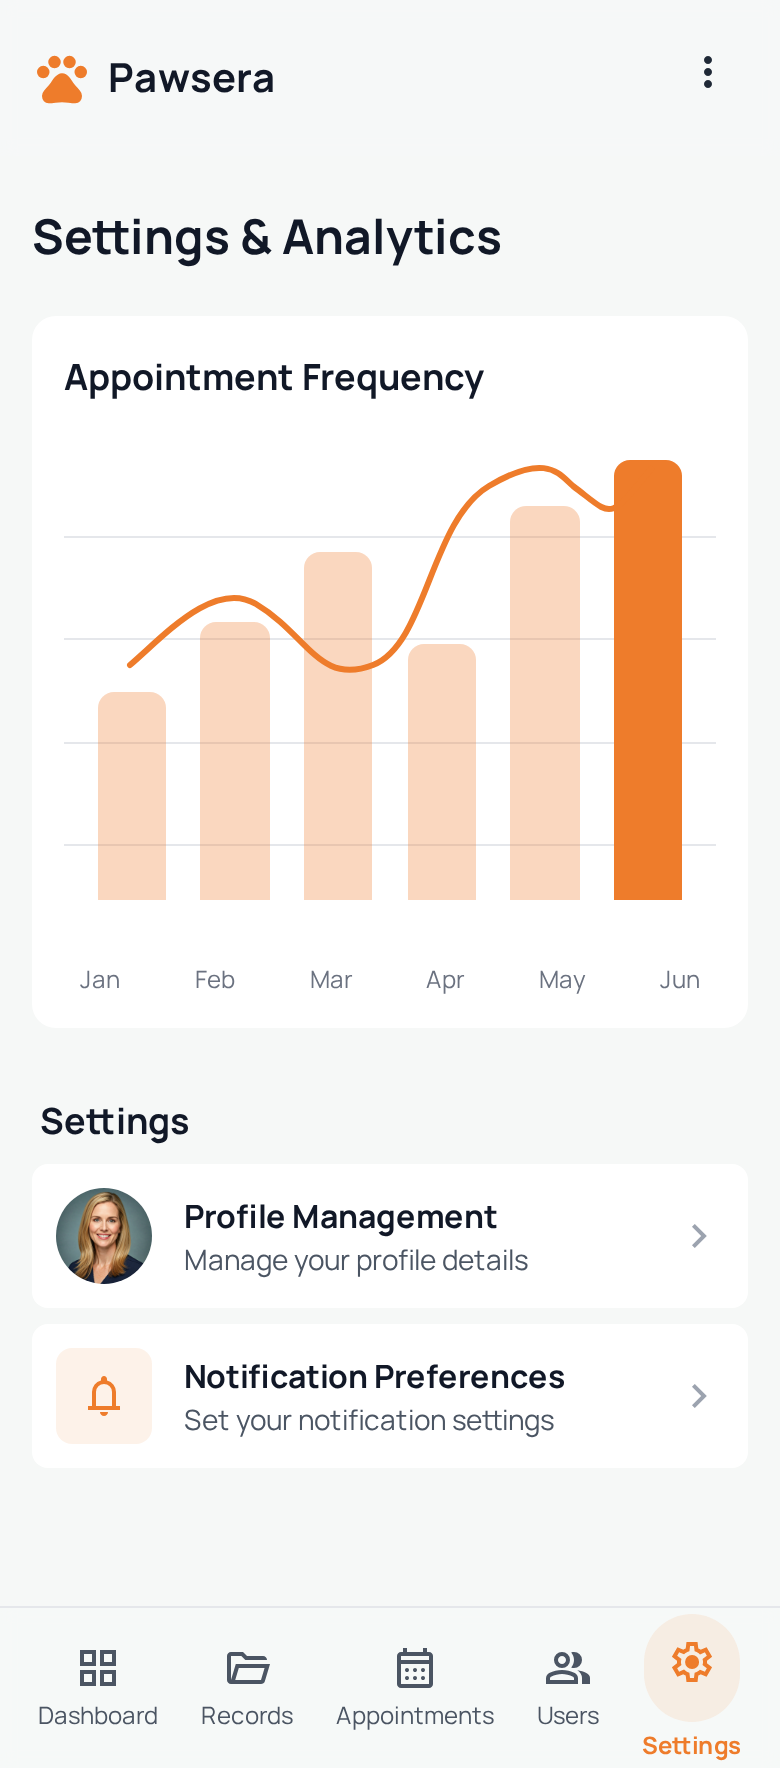 Pawsera
Settings & Analytics
Appointment Frequency
Jan Feb Mar Apr May Jun
Settings
Profile Management
Manage your profile details
Notification Preferences
Set your notification settings
Dashboard Records Appointments Users Settings